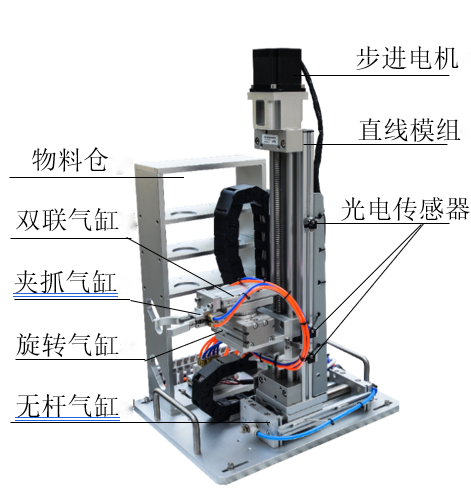 步进电机
直线模组
物料仓
光电传感器
双联气缸
夹抓气缸
旋转气缸
无杆气缸